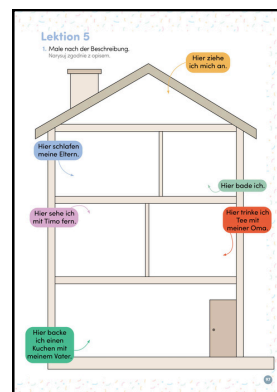 Lektion 5
1. Male nach der Beschreibung.
Narysuj zgodnie z opisem.
Hier ziehe
ich mich an.
Hier schlafen
meine Eltern.
Hier bade ich.
Hier sehe ich
mit Timo fern.
Hier trinke ich
Tee mit
meiner Oma.
Hier backe
ich einen
Kuchen mit
meinem Vater.